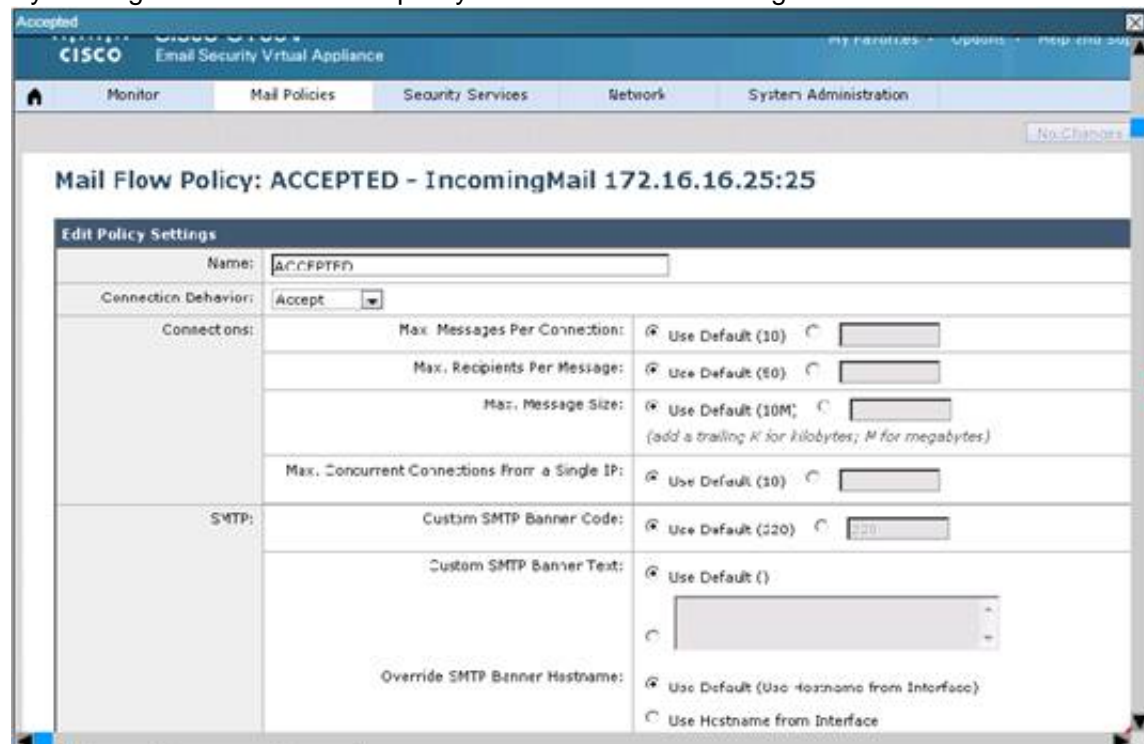 Accepted
CISCO
Email Security Virtual Appliance
My Favorites Options Help and Sup
Monitor Mail Policies Security Services Network System Administration
No Changes
Mail Flow Policy: ACCEPTED - IncomingMail 172.16.16.25:25
Edit Policy Settings
Name: ACCEPTED
Connection Behavior: Accept
Connections: Max. Messages Per Connection: Use Default (10)
Max. Recipients Per Message: Use Default (50)
Max. Message Size: Use Default (10M)
(add a trailing K for kilobytes; M for megabytes)
Max. Concurrent Connections From a Single IP: Use Default (10)
SMTP: Custom SMTP Banner Code: Use Default (220) 220
Custom SMTP Banner Text: Use Default ()
Override SMTP Banner Hostname: Use Default (Use Hostname from Interface)
Use Hostname from Interface